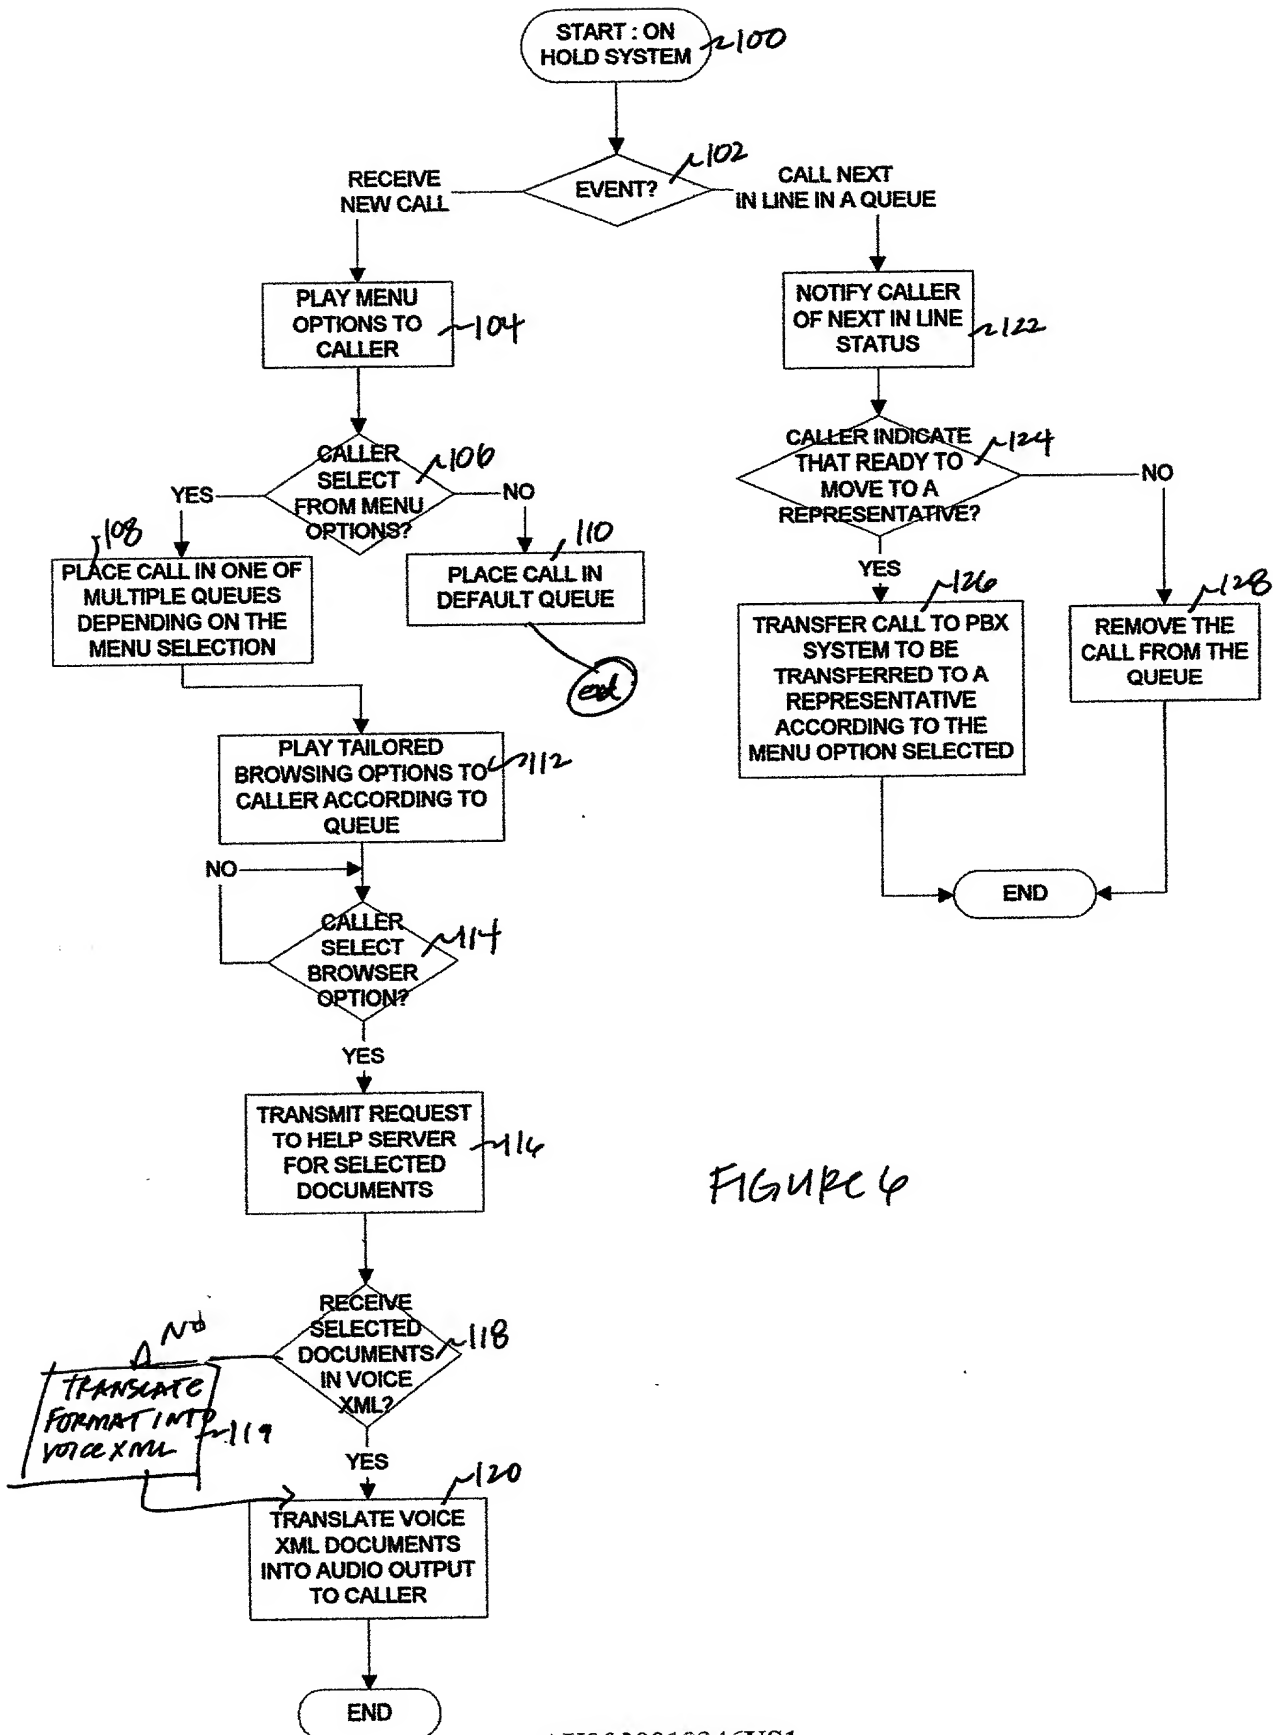 START : ON
HOLD SYSTEM
~100
EVENT?
~102
RECEIVE
NEW CALL
CALL NEXT
IN LINE IN A QUEUE
PLAY MENU
OPTIONS TO
CALLER
~104
NOTIFY CALLER
OF NEXT IN LINE
STATUS
~122
CALLER
SELECT
FROM MENU
OPTIONS?
~106
YES
NO
CALLER INDICATE
THAT READY TO
MOVE TO A
REPRESENTATIVE?
~124
NO
YES
108
PLACE CALL IN ONE OF
MULTIPLE QUEUES
DEPENDING ON THE
MENU SELECTION
110
PLACE CALL IN
DEFAULT QUEUE
end
~126
TRANSFER CALL TO PBX
SYSTEM TO BE
TRANSFERRED TO A
REPRESENTATIVE
ACCORDING TO THE
MENU OPTION SELECTED
~128
REMOVE THE
CALL FROM THE
QUEUE
PLAY TAILORED
BROWSING OPTIONS TO
CALLER ACCORDING TO
QUEUE
~112
END
NO
CALLER
SELECT
BROWSER
OPTION?
~114
YES
TRANSMIT REQUEST
TO HELP SERVER
FOR SELECTED
DOCUMENTS
~116
FIGURE 6
RECEIVE
SELECTED
DOCUMENTS
IN VOICE
XML?
~118
NO
TRANSLATE
FORMAT INTO
VOICE XML
~119
YES
~120
TRANSLATE VOICE
XML DOCUMENTS
INTO AUDIO OUTPUT
TO CALLER
END